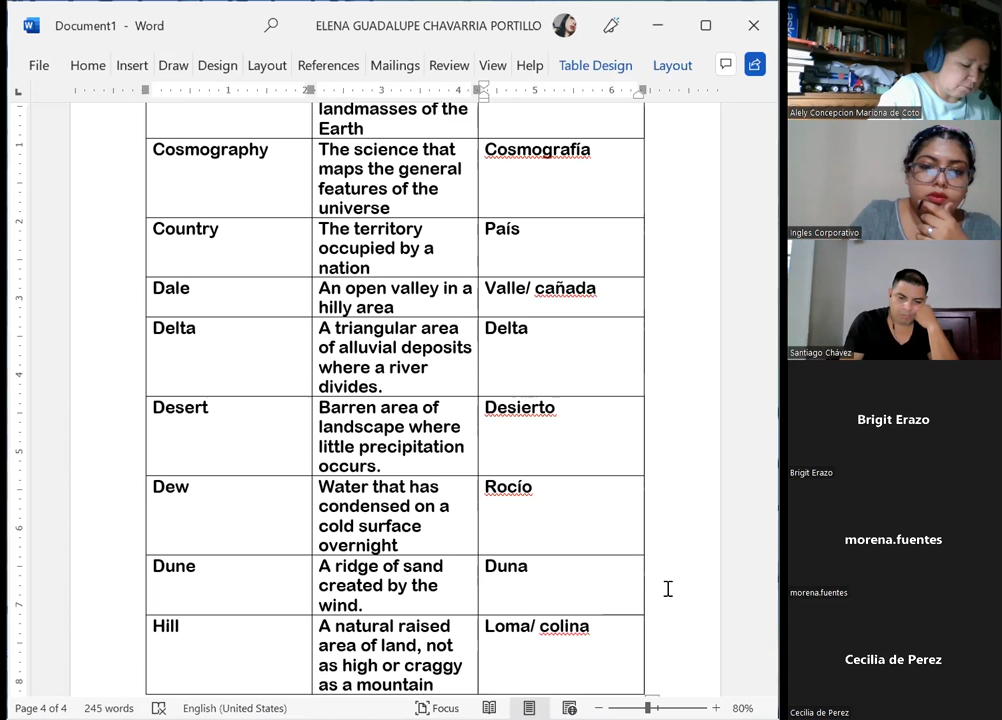 Document1 - Word
ELENA GUADALUPE CHAVARRIA PORTILLO
File Home Insert Draw Design Layout References Mailings Review View Help Table Design Layout
1 2 4 5 6
landmasses of the
Earth
Cosmography
The science that
maps the general
features of the
universe
Cosmografía
Country
The territory
occupied by a
nation
País
Dale
An open valley in a
hilly area
Valle/ cañada
Delta
A triangular area
of alluvial deposits
where a river
divides.
Delta
Desert
Barren area of
landscape where
little precipitation
occurs.
Desierto
Dew
Water that has
condensed on a
cold surface
overnight
Rocío
Dune
A ridge of sand
created by the
wind.
Duna
Hill
A natural raised
area of land, not
as high or craggy
as a mountain
Loma/ colina
Page 4 of 4 245 words English (United States) Focus 80%
Alely Concepcion Mariona de Coto
Ingles Corporativo
Santiago Chávez
Brigit Erazo
Brigit Erazo
morena.fuentes
morena.fuentes
Cecilia de Perez
Cecilia de Perez